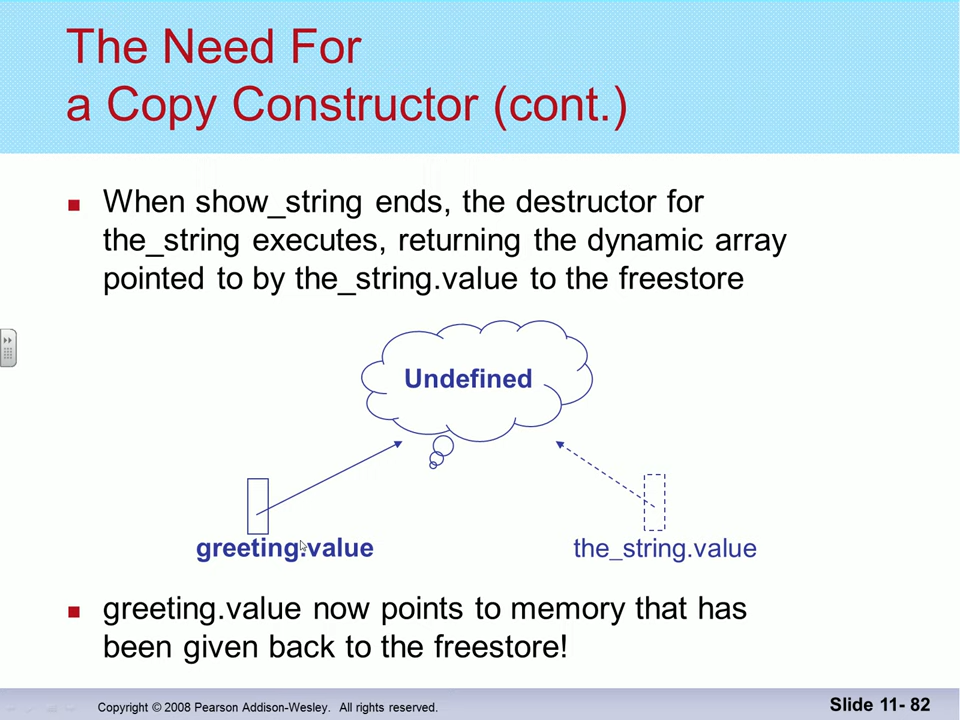 The Need For
a Copy Constructor (cont.)
When show_string ends, the destructor for
the_string executes, returning the dynamic array
pointed to by the_string.value to the freestore
Undefined
greeting.value
the_string.value
greeting.value now points to memory that has
been given back to the freestore!
Copyright © 2008 Pearson Addison-Wesley. All rights reserved.
Slide 11- 82